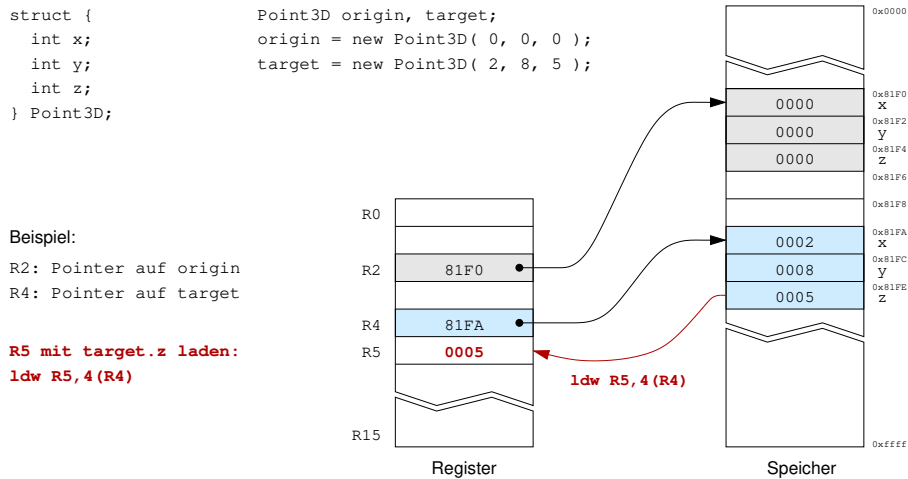 struct {
int x;
int y;
int z;
} Point3D;
Point3D origin, target;
origin = new Point3D( 0, 0, 0 );
target = new Point3D( 2, 8, 5 );
Beispiel:
R2: Pointer auf origin
R4: Pointer auf target
R5 mit target.z laden:
ldw R5,4(R4)
R0
R2 81F0
R4 81FA
R5 0005
R15
Register
ldw R5,4(R4)
0x0000
0x81F0
0000 x
0x81F2
0000 y
0x81F4
0000 z
0x81F6
0x81F8
0x81FA
0002 x
0x81FC
0008 y
0x81FE
0005 z
0xffff
Speicher